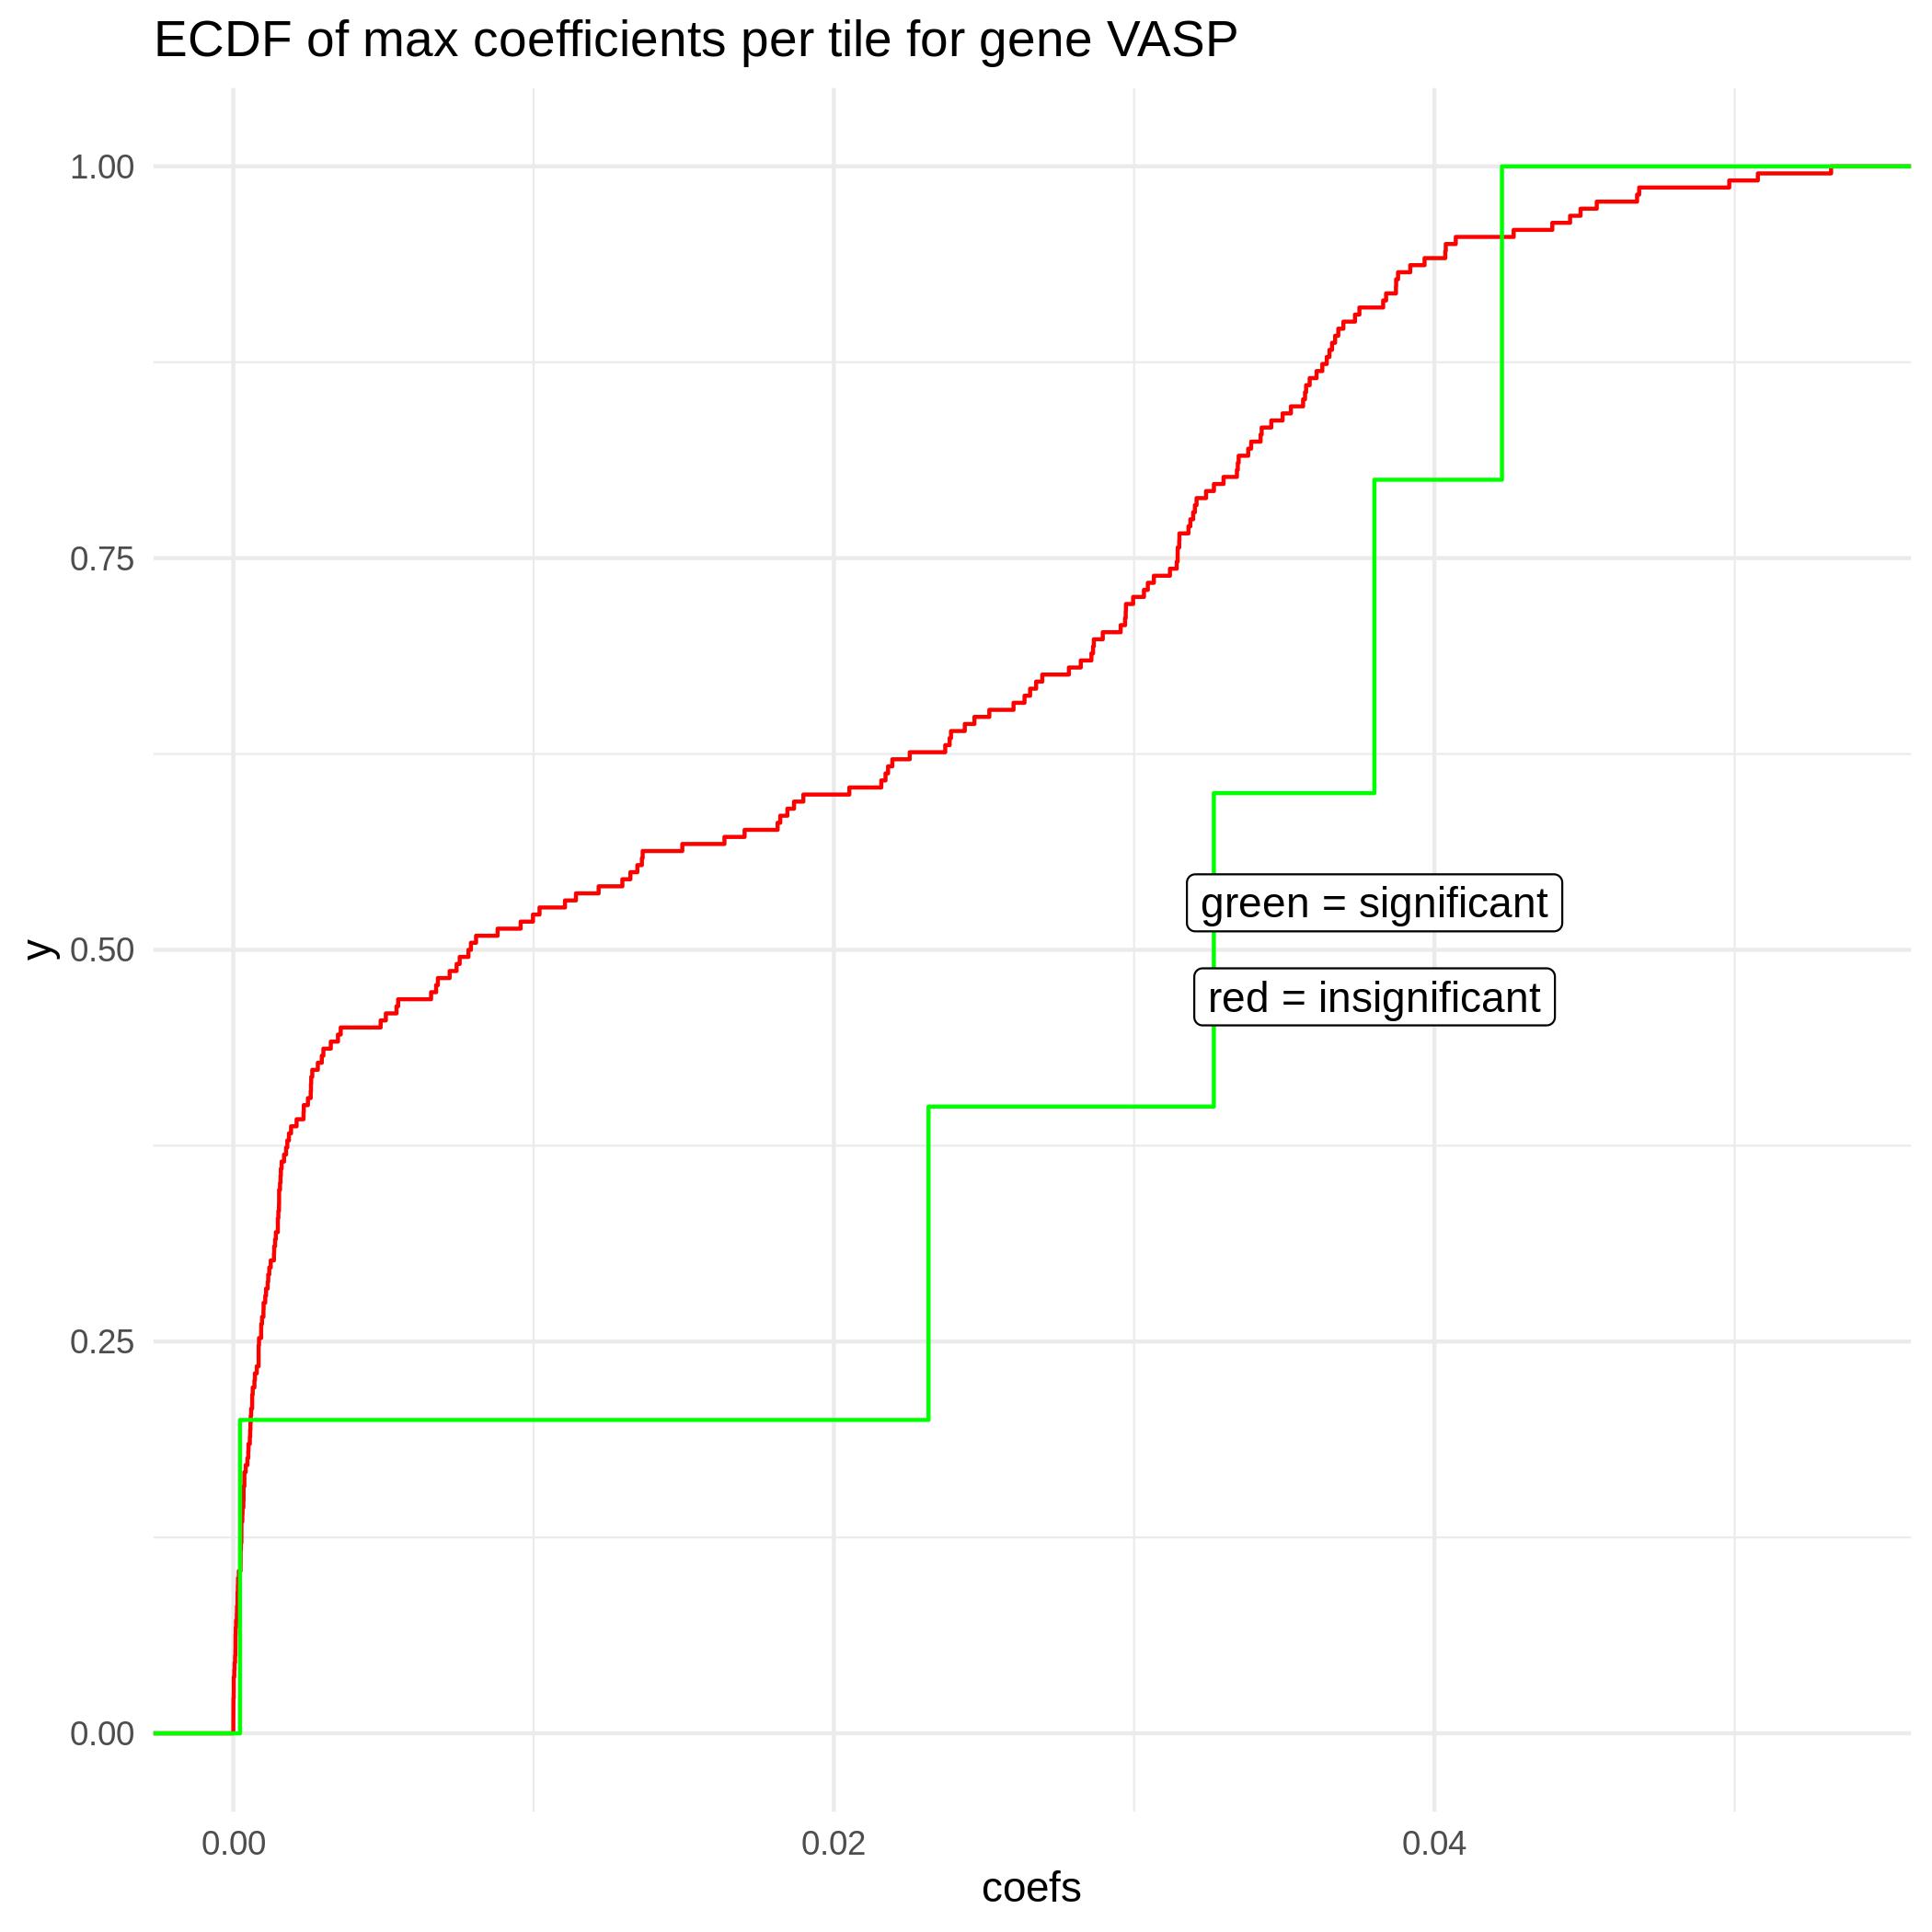 ECDF of max coefficients per tile for gene VASP
1.00
0.75
0.50
0.25
0.00
y
green = significant
red = insignificant
0.00 0.02 0.04
coefs